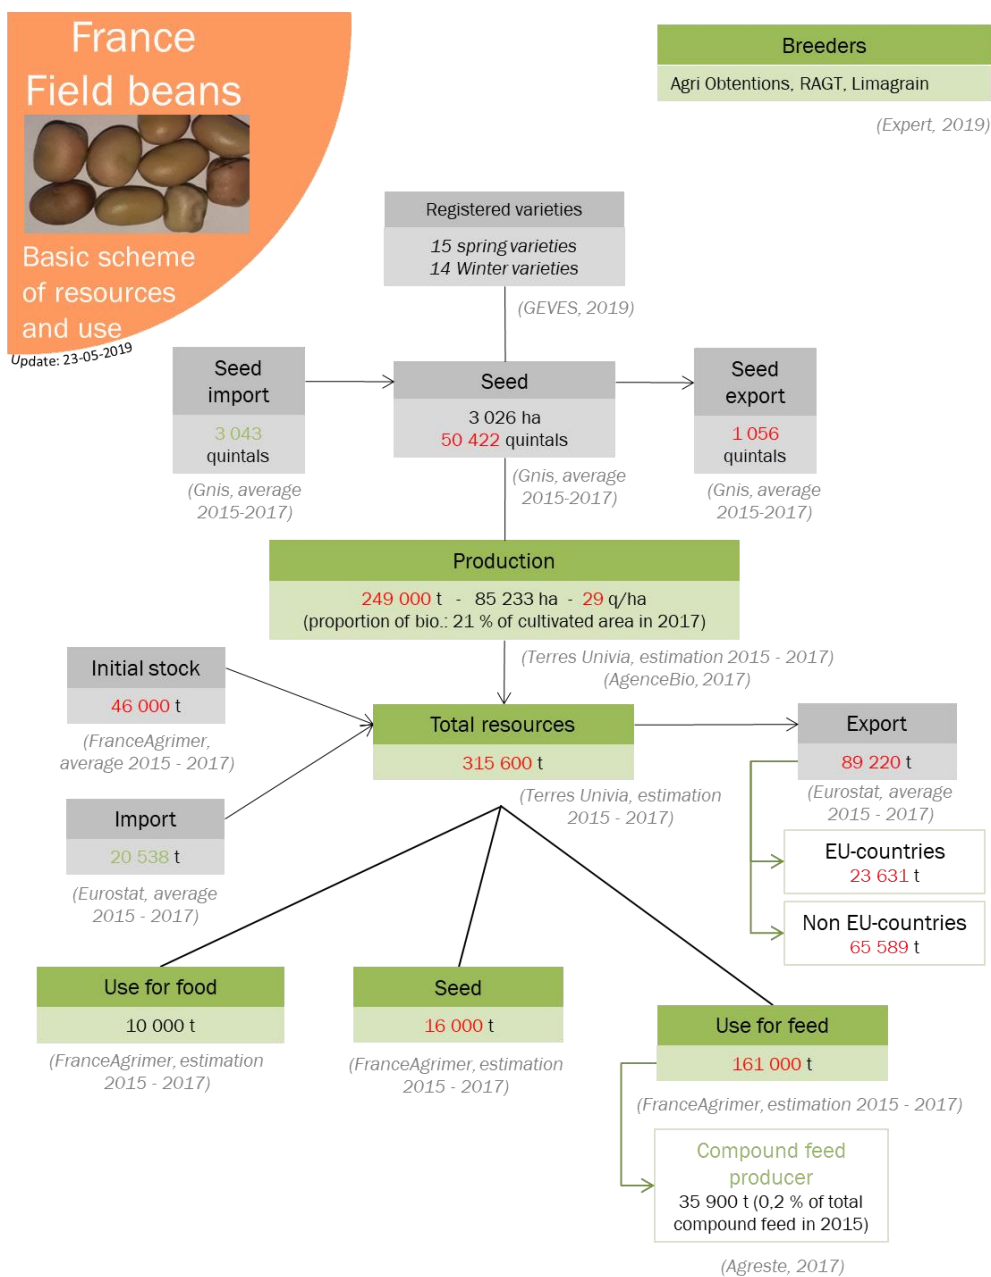 France
Field beans
Basic scheme
of resources
and use
Update: 23-05-2019
Breeders
Agri Obtentions, RAGT, Limagrain
(Expert, 2019)
Registered varieties
15 spring varieties
14 Winter varieties
(GEVES, 2019)
Seed
import
3 043
quintals
(Gnis, average
2015-2017)
Seed
3 026 ha
50 422 quintals
(Gnis, average
2015-2017)
Seed
export
1 056
quintals
(Gnis, average
2015-2017)
Production
249 000 t - 85 233 ha - 29 q/ha
(proportion of bio.: 21 % of cultivated area in 2017)
(Terres Univia, estimation 2015 - 2017)
(AgenceBio, 2017)
Initial stock
46 000 t
(FranceAgrimer,
average 2015 - 2017)
Import
20 538 t
(Eurostat, average
2015 - 2017)
Total resources
315 600 t
(Terres Univia, estimation
2015 - 2017)
Export
89 220 t
(Eurostat, average
2015 - 2017)
EU-countries
23 631 t
Non EU-countries
65 589 t
Use for food
10 000 t
(FranceAgrimer, estimation
2015 - 2017)
Seed
16 000 t
(FranceAgrimer, estimation
2015 - 2017)
Use for feed
161 000 t
(FranceAgrimer, estimation 2015 - 2017)
Compound feed
producer
35 900 t (0,2 % of total
compound feed in 2015)
(Agreste, 2017)